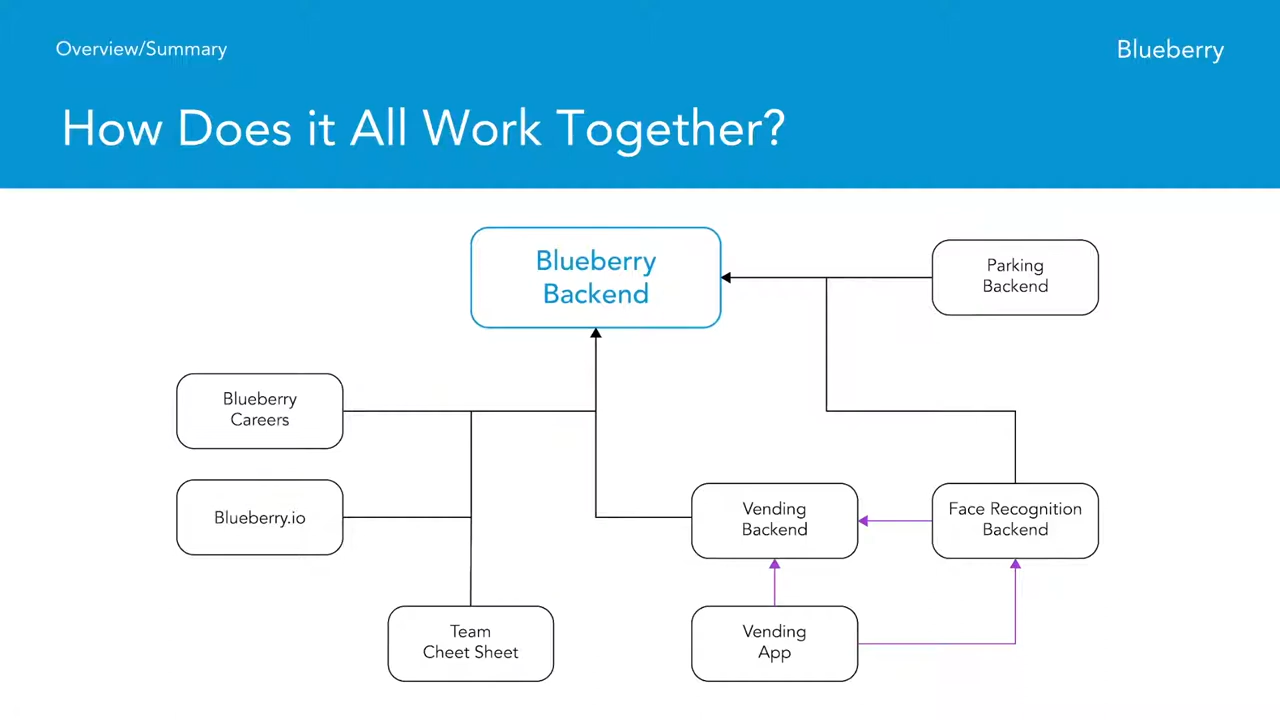 Overview/Summary
Blueberry
How Does it All Work Together?
Blueberry
Backend
Parking
Backend
Blueberry
Careers
Blueberry.io
Vending
Backend
Face Recognition
Backend
Team
Cheet Sheet
Vending
App